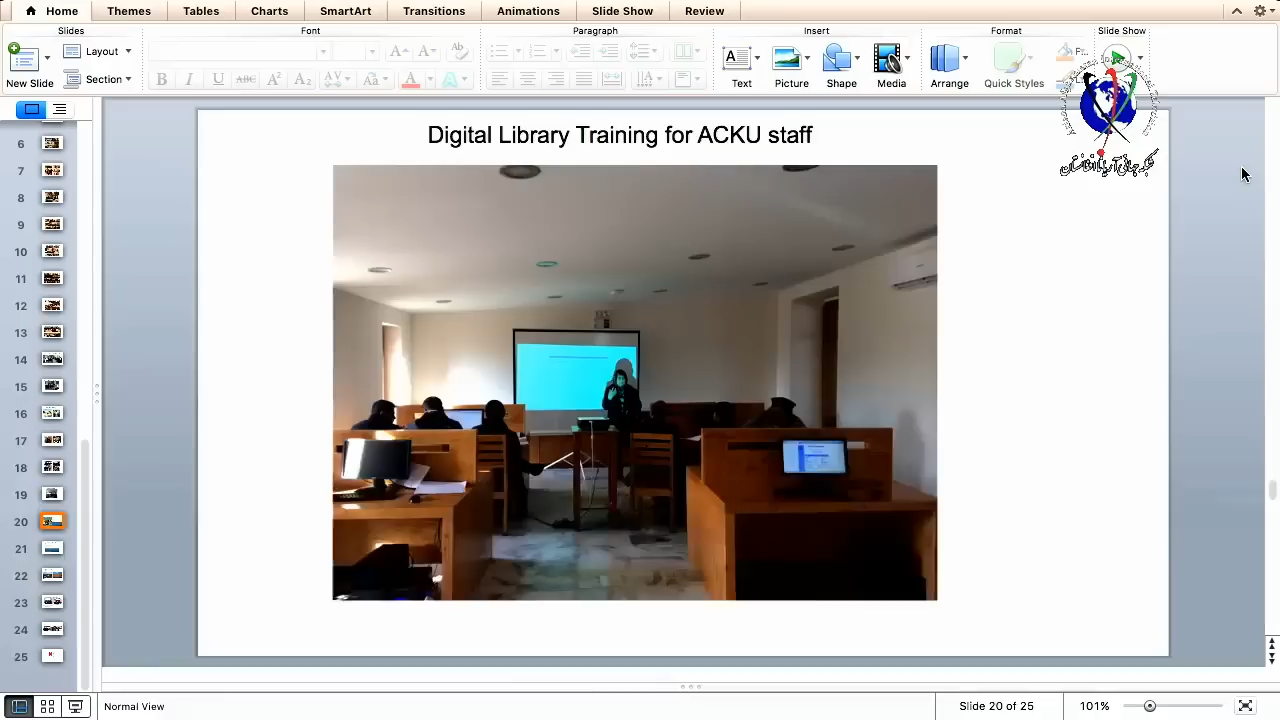 Home Themes Tables Charts SmartArt Transitions Animations Slide Show Review
Slides Font Paragraph Insert Format Slide Show
Layout
Section
New Slide
B I U ABC
Text Picture Shape Media Arrange Quick Styles
Digital Library Training for ACKU staff
6
7
8
9
10
11
12
13
14
15
16
17
18
19
20
21
22
23
24
25
Normal View Slide 20 of 25 101%